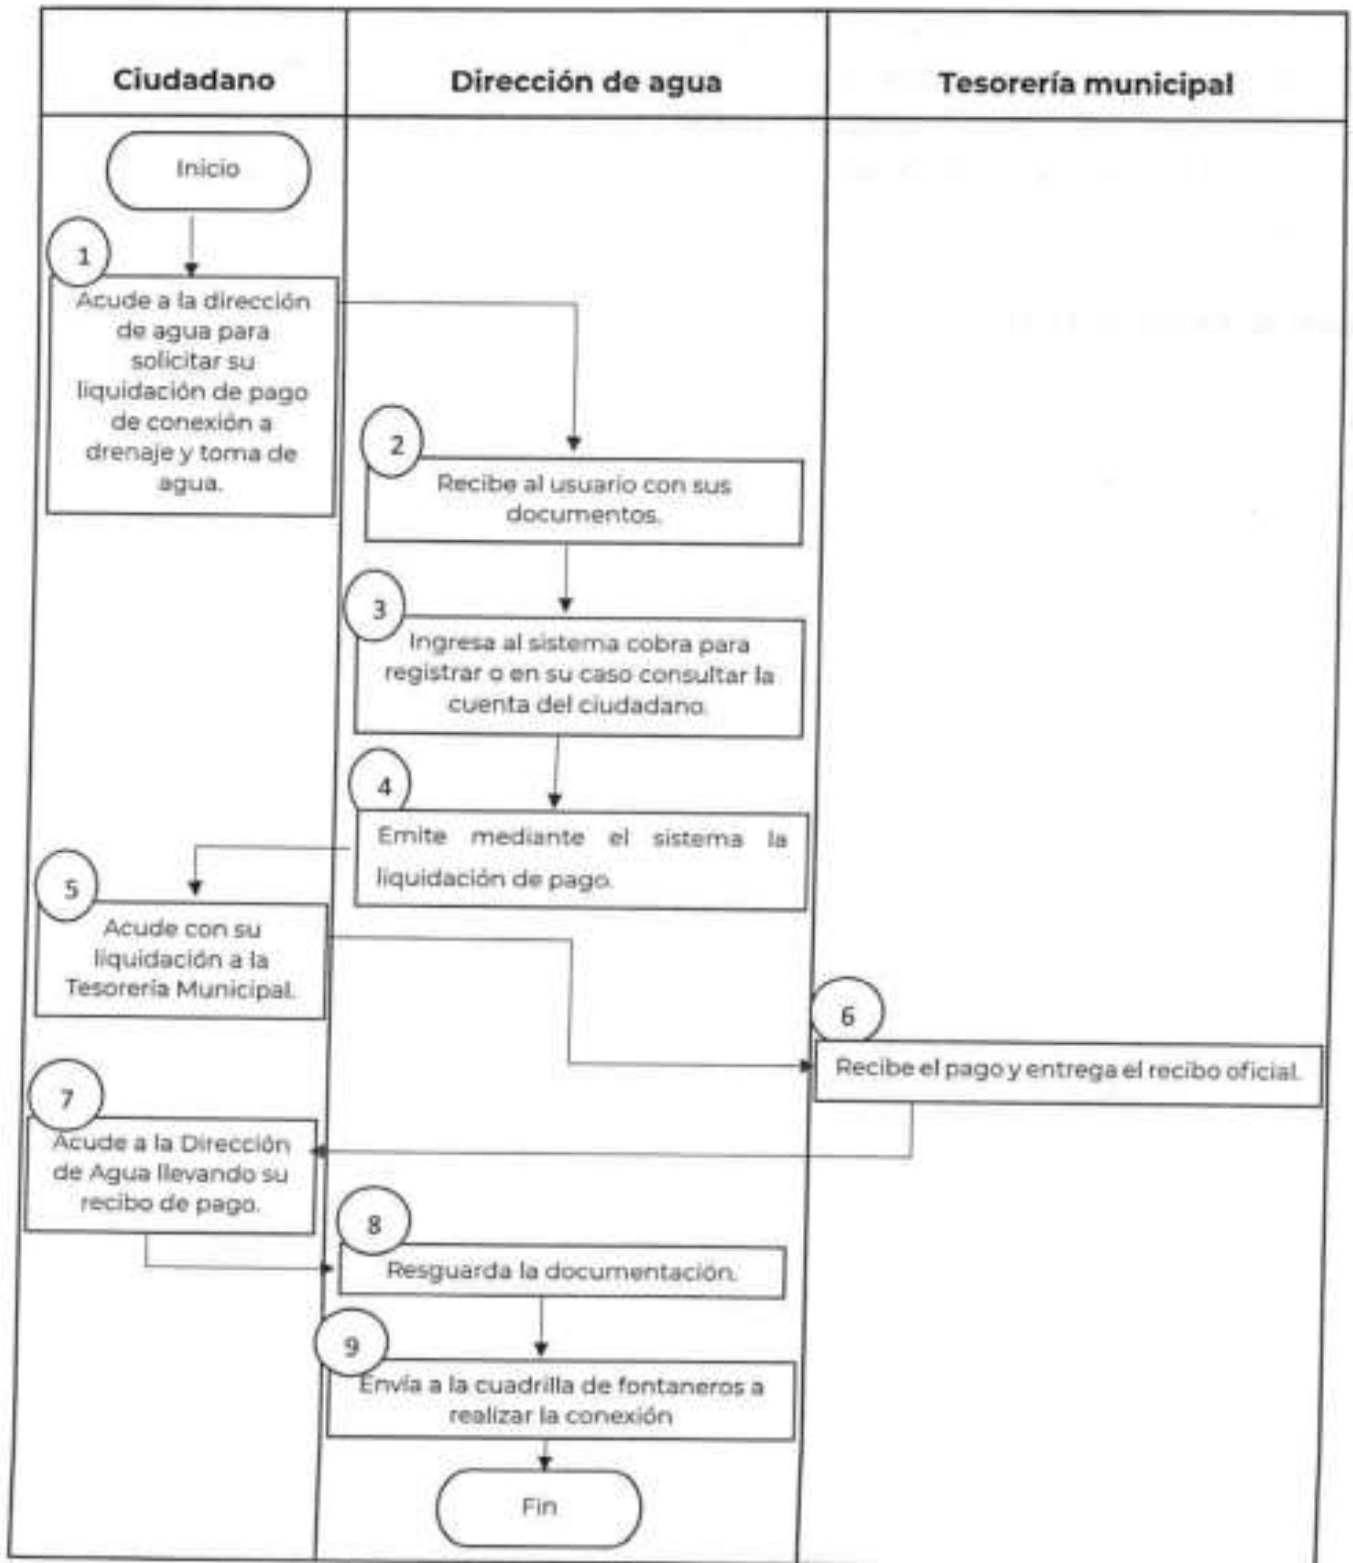 Ciudadano
Dirección de agua
Tesorería municipal
Inicio
1
Acude a la dirección
de agua para
solicitar su
liquidación de pago
de conexión a
drenaje y toma de
agua.
2
Recibe al usuario con sus
documentos.
3
Ingresa al sistema cobra para
registrar o en su caso consultar la
cuenta del ciudadano.
4
Emite mediante el sistema la
liquidación de pago.
5
Acude con su
liquidación a la
Tesorería Municipal.
6
Recibe el pago y entrega el recibo oficial.
7
Acude a la Dirección
de Agua llevando su
recibo de pago.
8
Resguarda la documentación.
9
Envía a la cuadrilla de fontaneros a
realizar la conexión
Fin